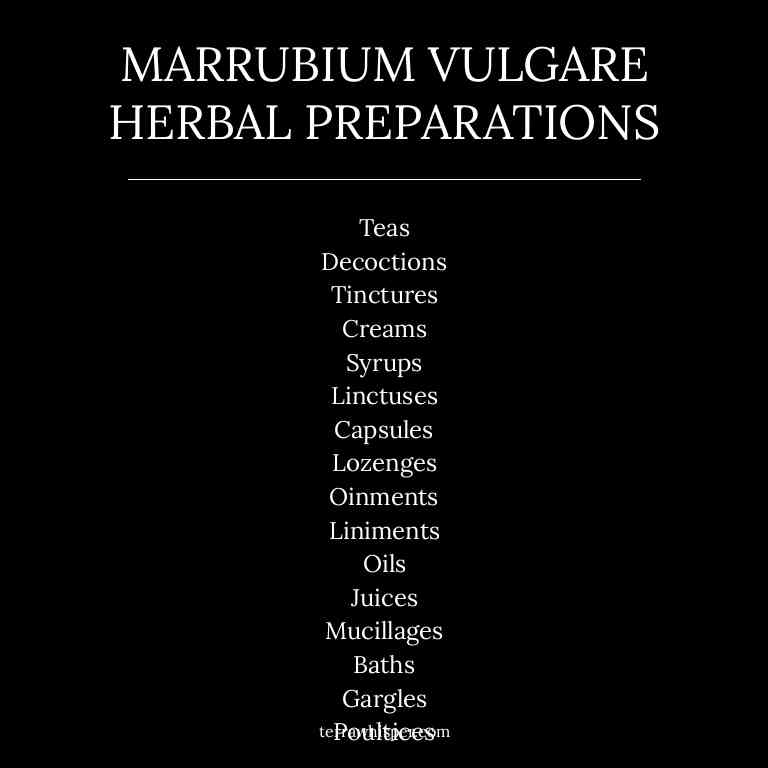 MARRUBIUM VULGARE
HERBAL PREPARATIONS
Teas
Decoctions
Tinctures
Creams
Syrups
Linctuses
Capsules
Lozenges
Oinments
Liniments
Oils
Juices
Mucillages
Baths
Gargles
Poultices
terrawhisper.com